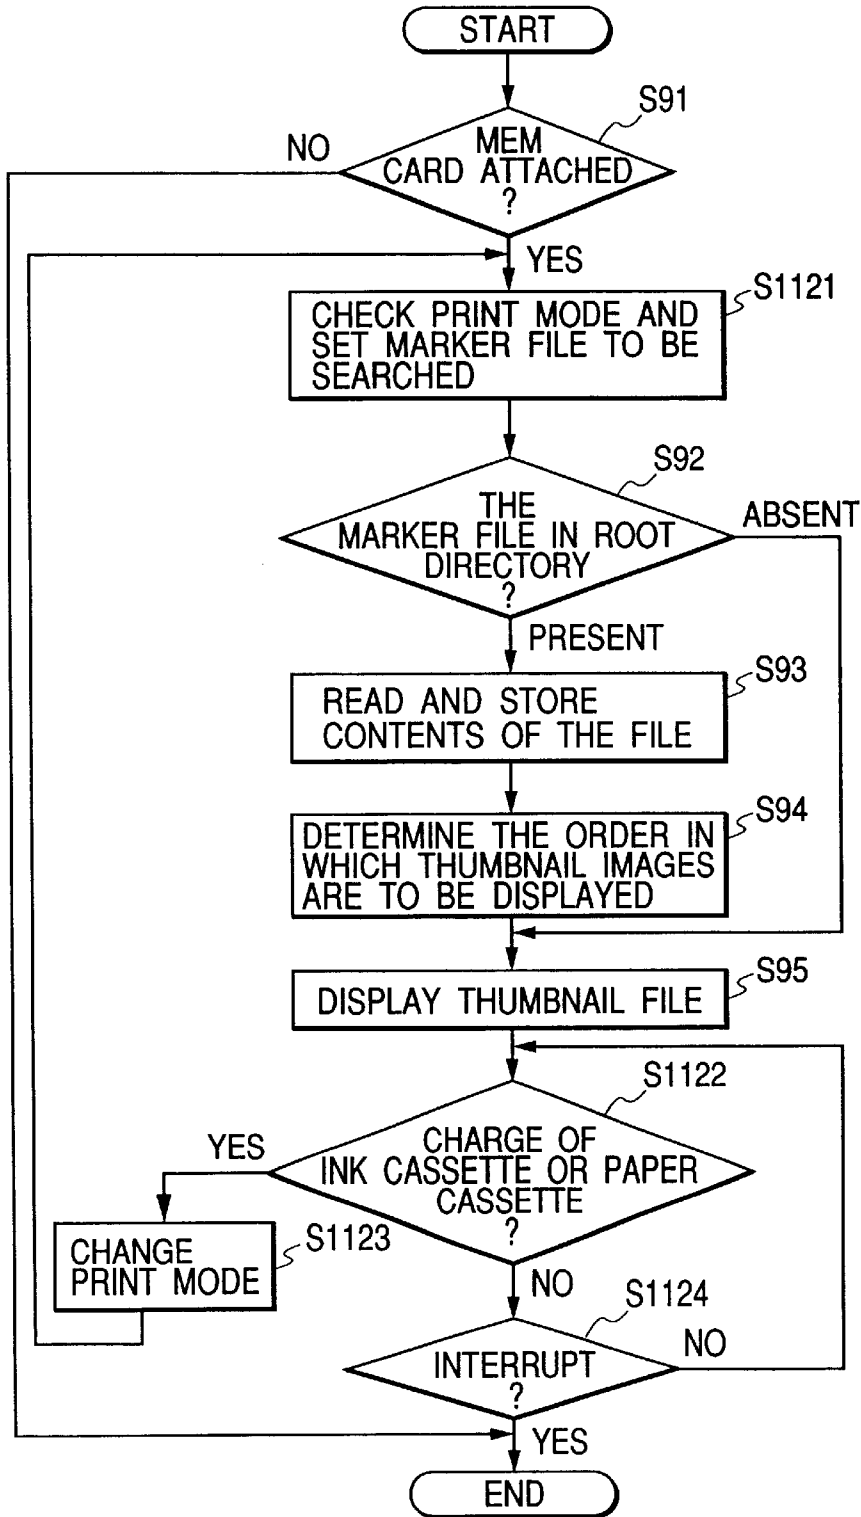 START
S91
NO
MEM
CARD ATTACHED
?
YES
S1121
CHECK PRINT MODE AND
SET MARKER FILE TO BE
SEARCHED
S92
THE
MARKER FILE IN ROOT
DIRECTORY
?
ABSENT
PRESENT
S93
READ AND STORE
CONTENTS OF THE FILE
S94
DETERMINE THE ORDER IN
WHICH THUMBNAIL IMAGES
ARE TO BE DISPLAYED
S95
DISPLAY THUMBNAIL FILE
S1122
YES
CHARGE OF
INK CASSETTE OR PAPER
CASSETTE
?
S1123
CHANGE
PRINT MODE
NO
S1124
INTERRUPT
?
NO
YES
END